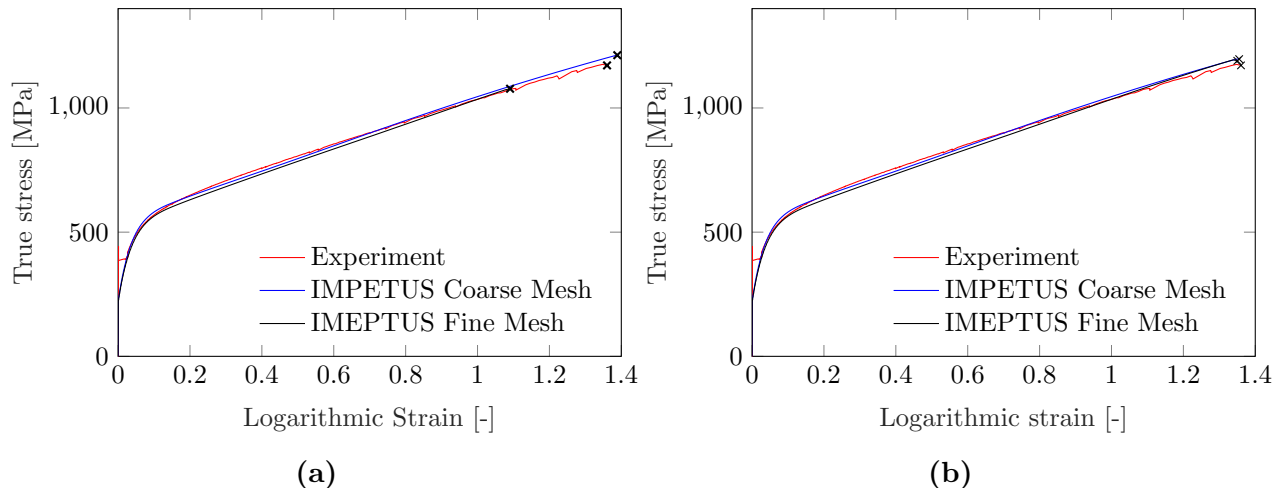 True stress [MPa]
1,000
500
0
Experiment
IMPETUS Coarse Mesh
IMEPTUS Fine Mesh
0 0.2 0.4 0.6 0.8 1 1.2 1.4
Logarithmic Strain [-]
(a)
True stress [MPa]
1,000
500
0
Experiment
IMPETUS Coarse Mesh
IMEPTUS Fine Mesh
0 0.2 0.4 0.6 0.8 1 1.2 1.4
Logarithmic strain [-]
(b)